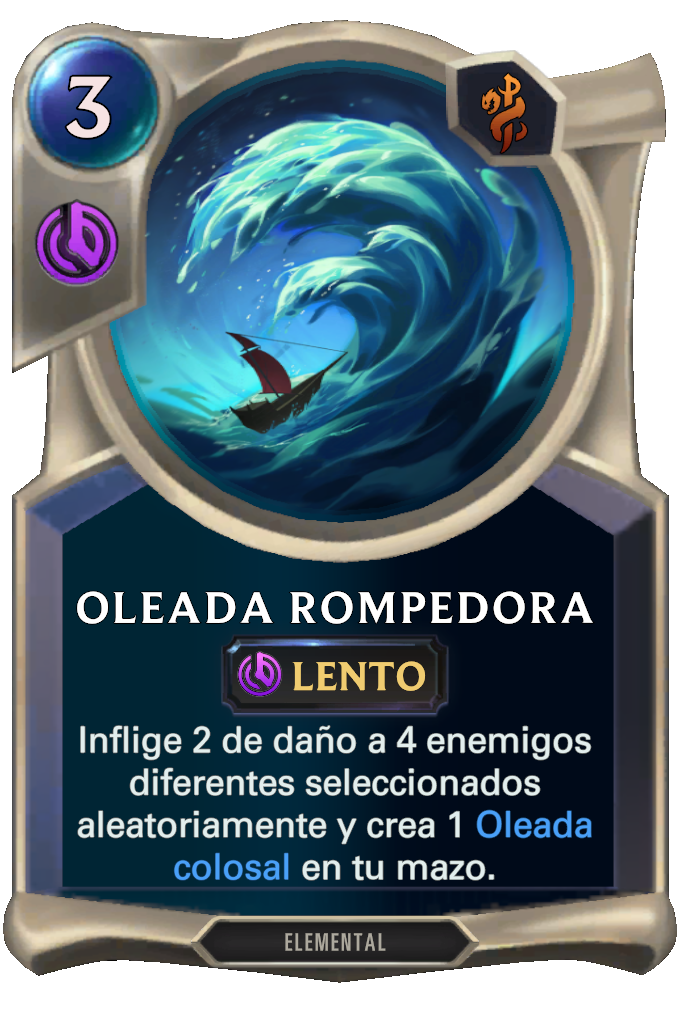 3
OLEADA ROMPEDORA
LENTO
Inflige 2 de daño a 4 enemigos
diferentes seleccionados
aleatoriamente y crea 1 Oleada
colosal en tu mazo.
ELEMENTAL